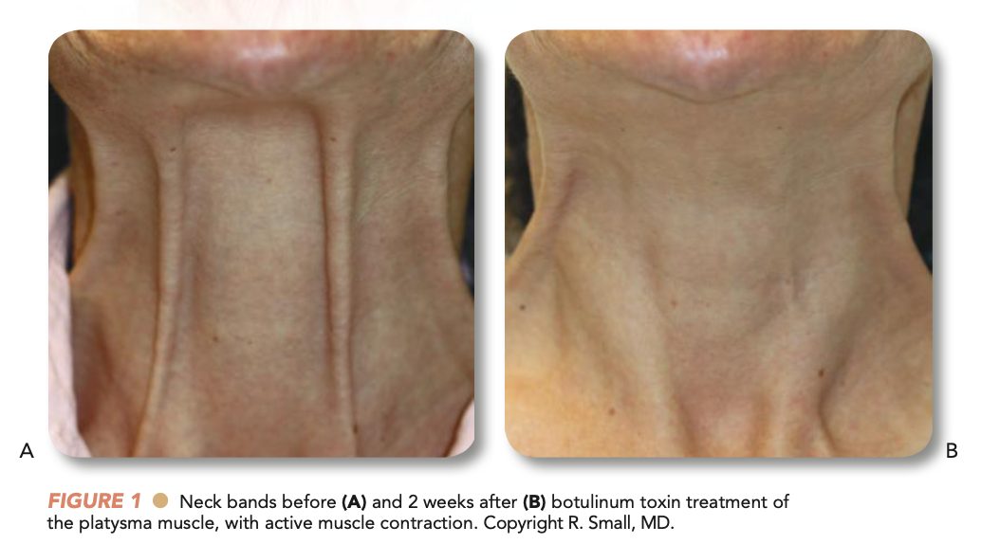 A
B
FIGURE 1 ● Neck bands before (A) and 2 weeks after (B) botulinum toxin treatment of
the platysma muscle, with active muscle contraction. Copyright R. Small, MD.